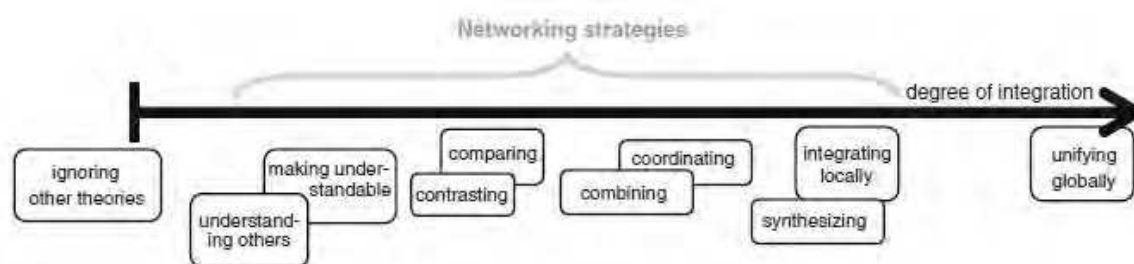 Networking strategies
degree of integration
ignoring
other theories
understand-
ing others
making under-
standable
comparing
contrasting
coordinating
combining
integrating
locally
synthesizing
unifying
globally